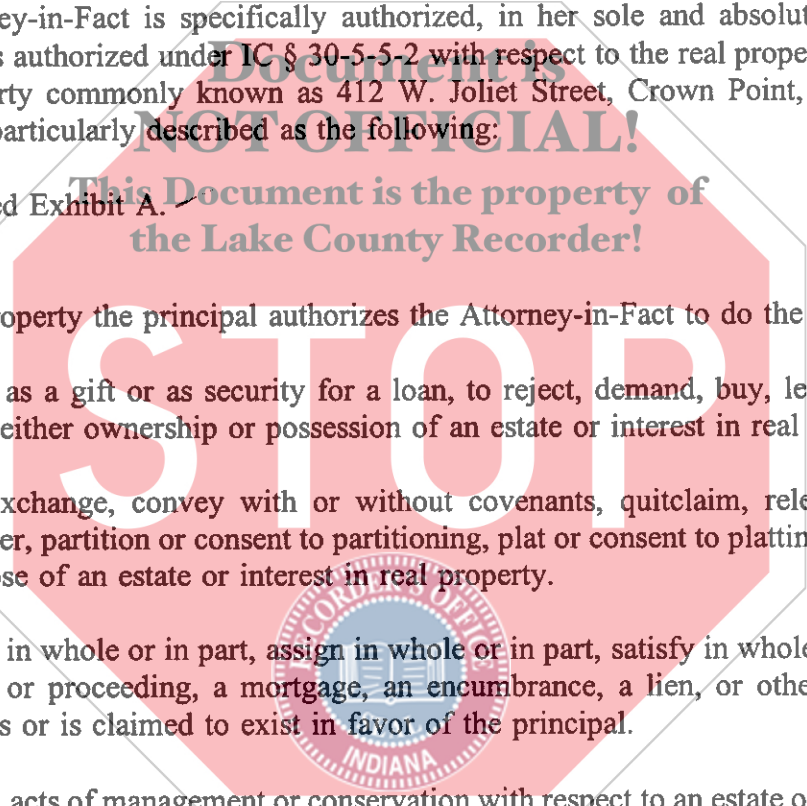 ey-in-Fact is specifically authorized, in her sole and absolut
s authorized under IC § 30-5-5-2 with respect to the real prope
Document is
rty commonly known as 412 W. Joliet Street, Crown Point,
particularly described as the following:
NOT OFFICIAL!
ed Exhibit A.
This Document is the property of
the Lake County Recorder!
roperty the principal authorizes the Attorney-in-Fact to do the
STOP
as a gift or as security for a loan, to reject, demand, buy, le
either ownership or possession of an estate or interest in real
xchange, convey with or without covenants, quitclaim, rele
er, partition or consent to partitioning, plat or consent to plattin
ose of an estate or interest in real property.
RECORDER'S OFFICE
in whole or in part, assign in whole or in part, satisfy in whole
or proceeding, a mortgage, an encumbrance, a lien, or othe
s or is claimed to exist in favor of the principal.
INDIANA
acts of management or conservation with respect to an estate o